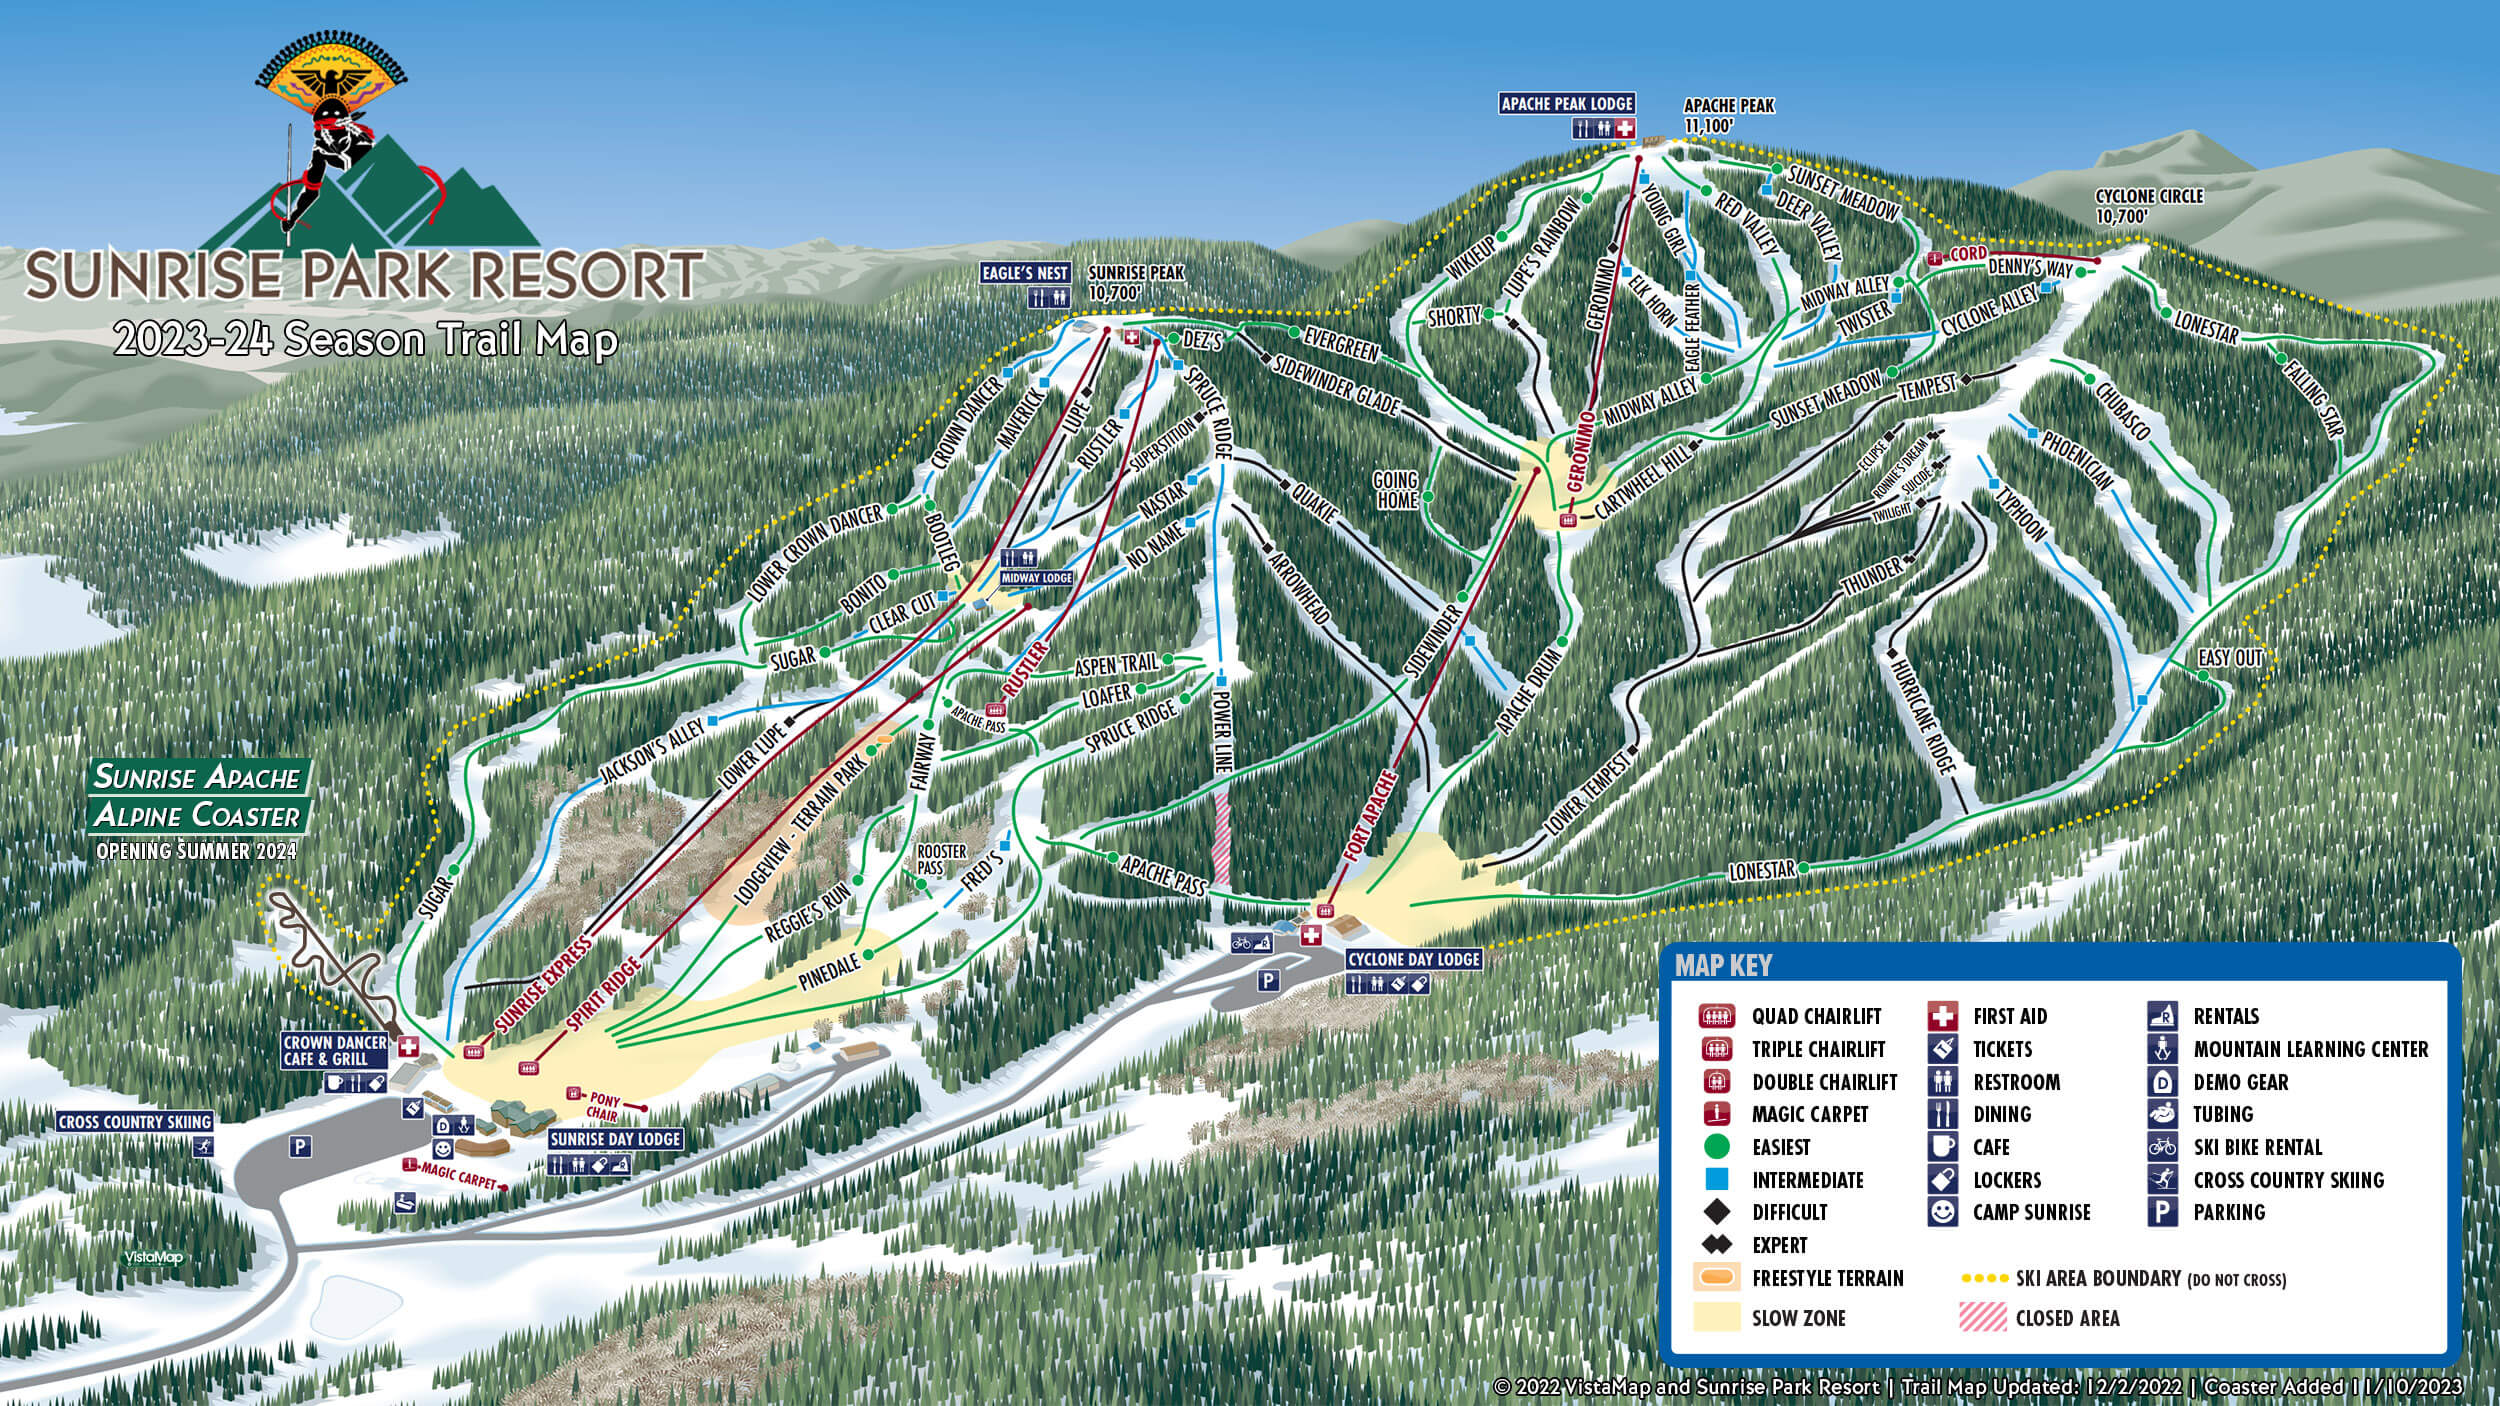 SUNRISE PARK RESORT
2023-24 Season Trail Map
APACHE PEAK LODGE
APACHE PEAK
11,100'
CYCLONE CIRCLE
10,700'
EAGLE'S NEST
SUNRISE PEAK
10,700'
WIKIEUP
LUPE'S RAINBOW
SHORTY
GERONIMO
YOUNG GIRL
ELK HORN
EAGLE FEATHER
RED VALLEY
DEER VALLEY
SUNSET MEADOW
CORD
DENNY'S WAY
MIDWAY ALLEY
TWISTER
CYCLONE ALLEY
LONESTAR
FALLING STAR
DEZ'S
EVERGREEN
SIDEWINDER GLADE
CROWN DANCER
MAVERICK
LUPE
RUSTLER
SPRUCE RIDGE
SUPERSTITION
MIDWAY ALLEY
SUNSET MEADOW
TEMPEST
CHUBASCO
PHOENICIAN
GERONIMO
CARTWHEEL HILL
ECLIPSE
RONNIE'S DREAM
SUICIDE
TWILIGHT
TYPHOON
GOING
HOME
QUAKIE
NASTAR
NO NAME
LOWER CROWN DANCER
BOOTLEG
BONITO
CLEAR CUT
MIDWAY LODGE
ARROWHEAD
THUNDER
SIDEWINDER
APACHE DRUM
HURRICANE RIDGE
EASY OUT
SUGAR
RUSTLER
ASPEN TRAIL
LOAFER
APACHE PASS
SPRUCE RIDGE
POWER LINE
JACKSON'S ALLEY
LOWER LUPE
FAIRWAY
LODGEVIEW - TERRAIN PARK
LOWER TEMPEST
FORT APACHE
SUNRISE APACHE
ALPINE COASTER
OPENING SUMMER 2024
ROOSTER
PASS
FRED'S
APACHE PASS
LONESTAR
SUGAR
REGGIE'S RUN
PINEDALE
SUNRISE EXPRESS
SPIRIT RIDGE
CYCLONE DAY LODGE
P
CROWN DANCER
CAFE & GRILL
PONY
CHAIR
CROSS COUNTRY SKIING
P
D
SUNRISE DAY LODGE
MAGIC CARPET
VistaMap
MAP KEY
QUAD CHAIRLIFT
TRIPLE CHAIRLIFT
DOUBLE CHAIRLIFT
MAGIC CARPET
EASIEST
INTERMEDIATE
DIFFICULT
EXPERT
FREESTYLE TERRAIN
SLOW ZONE
FIRST AID
TICKETS
RESTROOM
DINING
CAFE
LOCKERS
CAMP SUNRISE
R RENTALS
MOUNTAIN LEARNING CENTER
D DEMO GEAR
TUBING
SKI BIKE RENTAL
CROSS COUNTRY SKIING
P PARKING
SKI AREA BOUNDARY (DO NOT CROSS)
CLOSED AREA
© 2022 VistaMap and Sunrise Park Resort | Trail Map Updated: 12/2/2022 | Coaster Added 11/10/2023